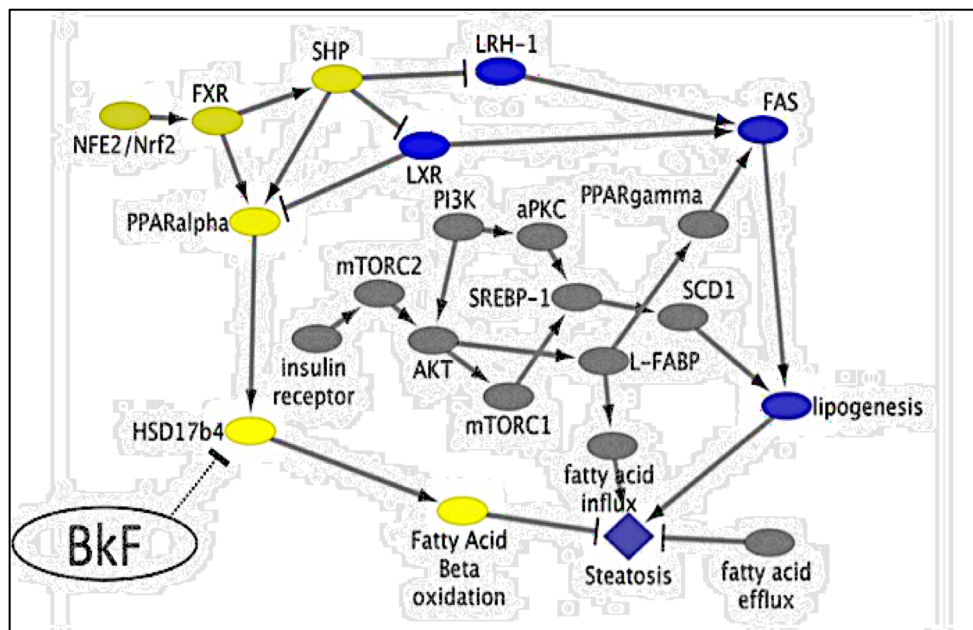 SHP
LRH-1
FXR
FAS
NFE2/Nrf2
LXR
PPARalpha
PI3K
aPKC
PPARgamma
mTORC2
SREBP-1
SCD1
insulin
receptor
AKT
L-FABP
mTORC1
lipogenesis
HSD17b4
fatty acid
influx
BkF
Fatty Acid
Beta
oxidation
Steatosis
fatty acid
efflux